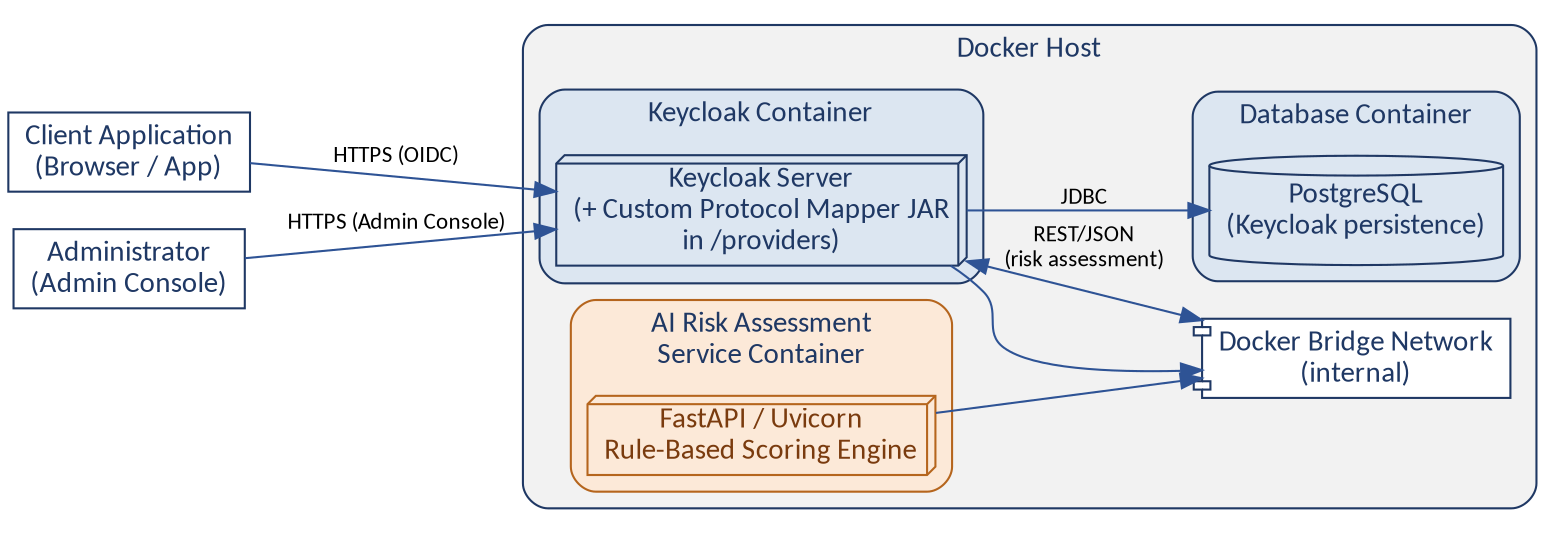 Docker Host
Keycloak Container
Database Container
Client Application
(Browser / App)
HTTPS (OIDC)
Keycloak Server
(+ Custom Protocol Mapper JAR
in /providers)
JDBC
PostgreSQL
(Keycloak persistence)
HTTPS (Admin Console)
Administrator
(Admin Console)
REST/JSON
(risk assessment)
AI Risk Assessment
Service Container
Docker Bridge Network
(internal)
FastAPI / Uvicorn
Rule-Based Scoring Engine